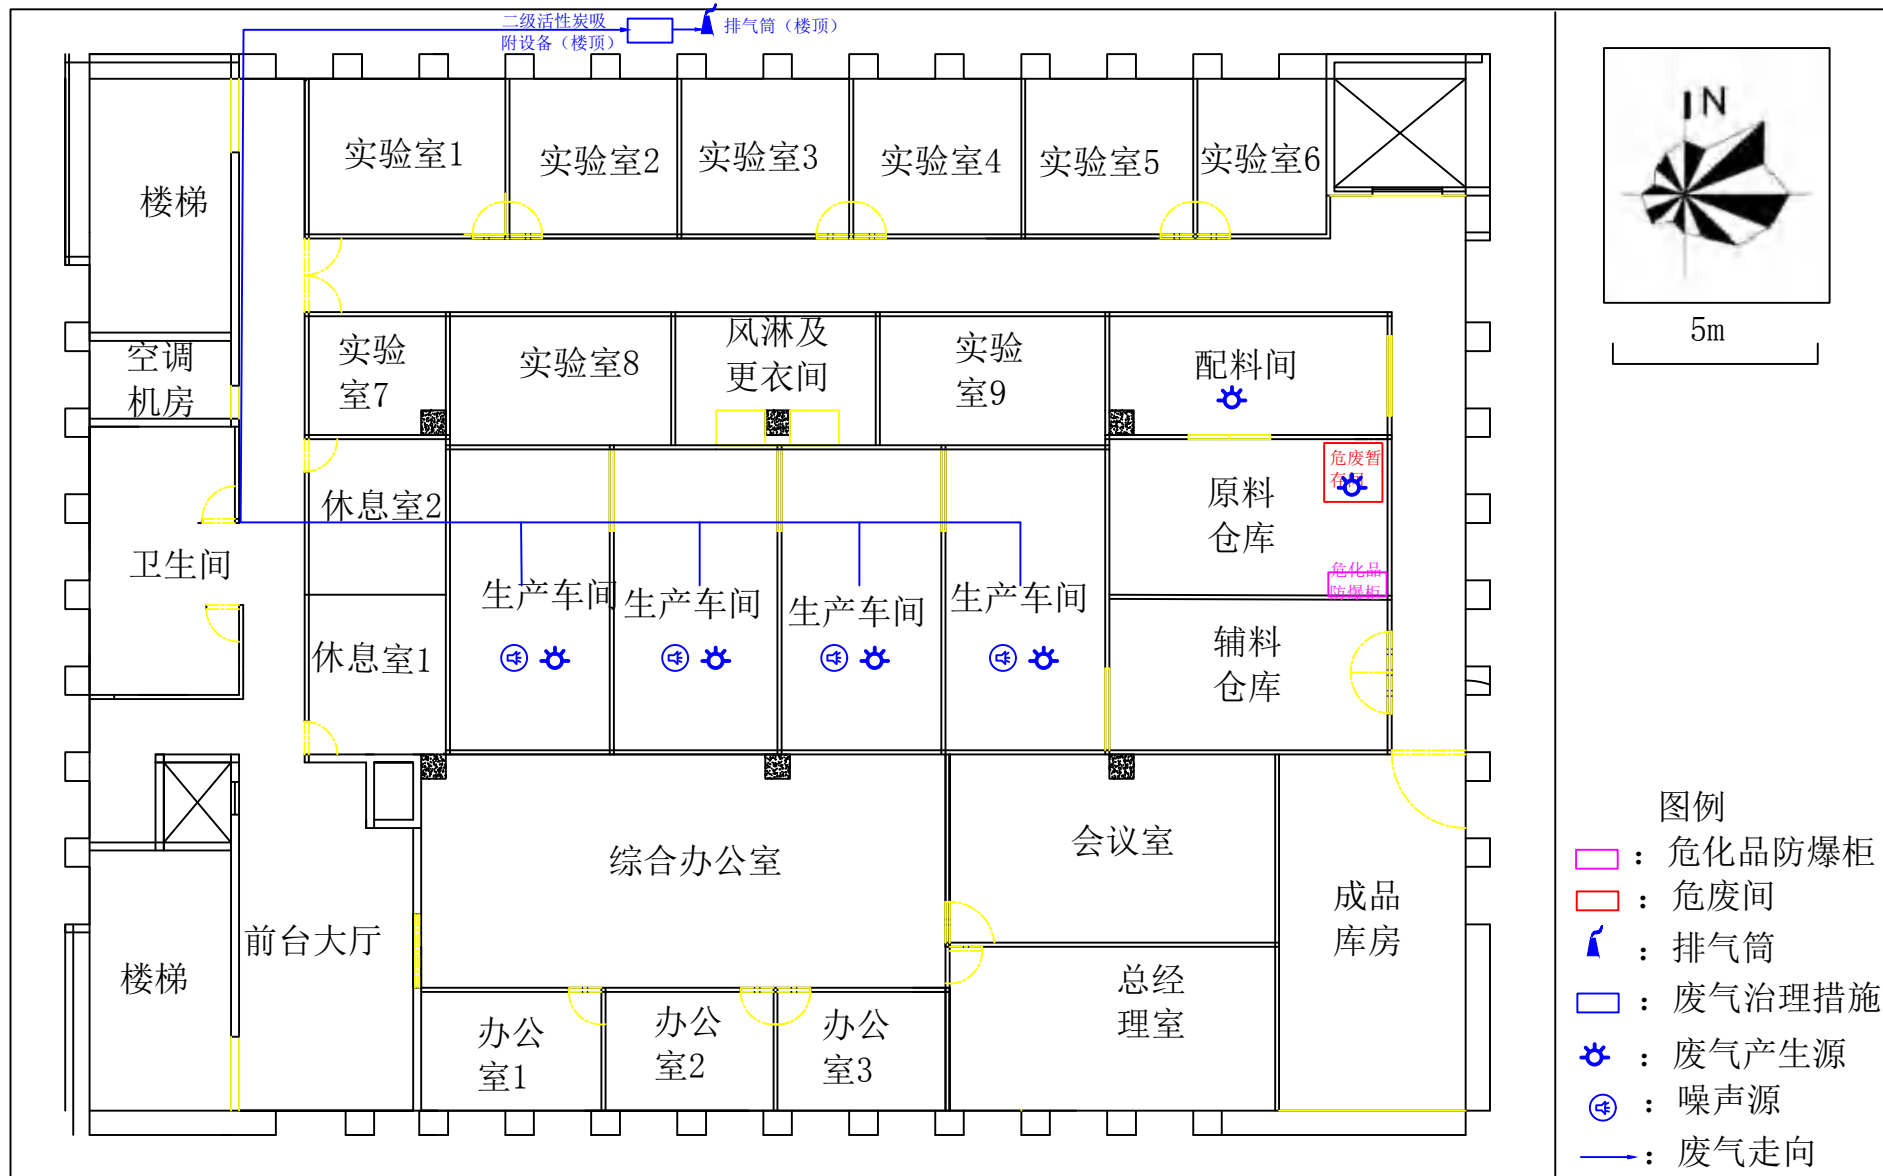 二级活性炭吸
附设备（楼顶）
排气筒（楼顶）
N
5m
楼梯
实验室1
实验室2
实验室3
实验室4
实验室5
实验室6
空调
机房
实验
室7
实验室8
风淋及
更衣间
实验
室9
配料间
危废暂
存间
原料
仓库
危化品
防爆柜
休息室2
卫生间
休息室1
生产车间
生产车间
生产车间
生产车间
辅料
仓库
综合办公室
会议室
成品
库房
前台大厅
楼梯
总经
理室
办公
室1
办公
室2
办公
室3
图例
：危化品防爆柜
：危废间
：排气筒
：废气治理措施
：废气产生源
：噪声源
：废气走向